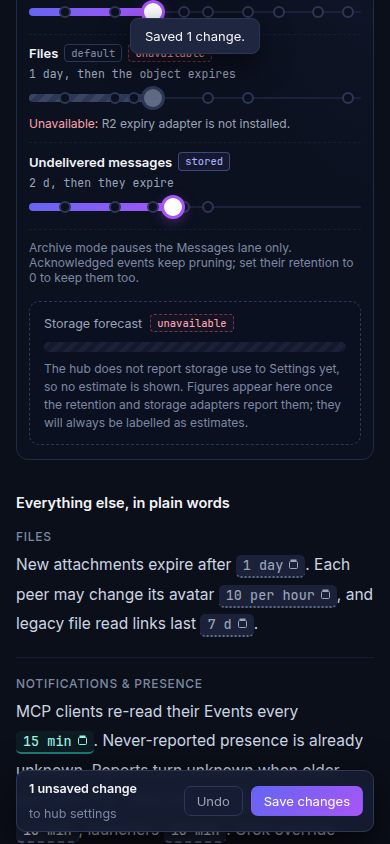 Saved 1 change.
Files default
1 day, then the object expires
Unavailable: R2 expiry adapter is not installed.
Undelivered messages stored
2 d, then they expire
Archive mode pauses the Messages lane only.
Acknowledged events keep pruning; set their retention to
0 to keep them too.
Storage forecast unavailable
The hub does not report storage use to Settings yet,
so no estimate is shown. Figures appear here once
the retention and storage adapters report them; they
will always be labelled as estimates.
Everything else, in plain words
FILES
New attachments expire after 1 day. Each
peer may change its avatar 10 per hour, and
legacy file read links last 7 d.
NOTIFICATIONS & PRESENCE
MCP clients re-read their Events every
15 min. Never-reported presence is already
unknown. Reports turn unknown when older
1 unsaved change
to hub settings
Undo
Save changes